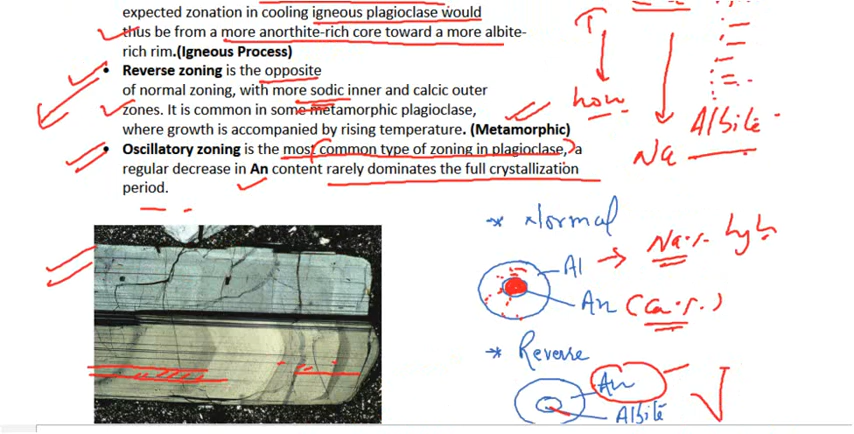 expected zonation in cooling igneous plagioclase would
thus be from a more anorthite-rich core toward a more albite-
rich rim.(Igneous Process)
• Reverse zoning is the opposite
of normal zoning, with more sodic inner and calcic outer
zones. It is common in some metamorphic plagioclase,
where growth is accompanied by rising temperature. (Metamorphic)
• Oscillatory zoning is the most common type of zoning in plagioclase, a
regular decrease in An content rarely dominates the full crystallization
period.
T
low
Na
Albite
Normal
Al → Na
An (Ca
Reverse
An
Albite